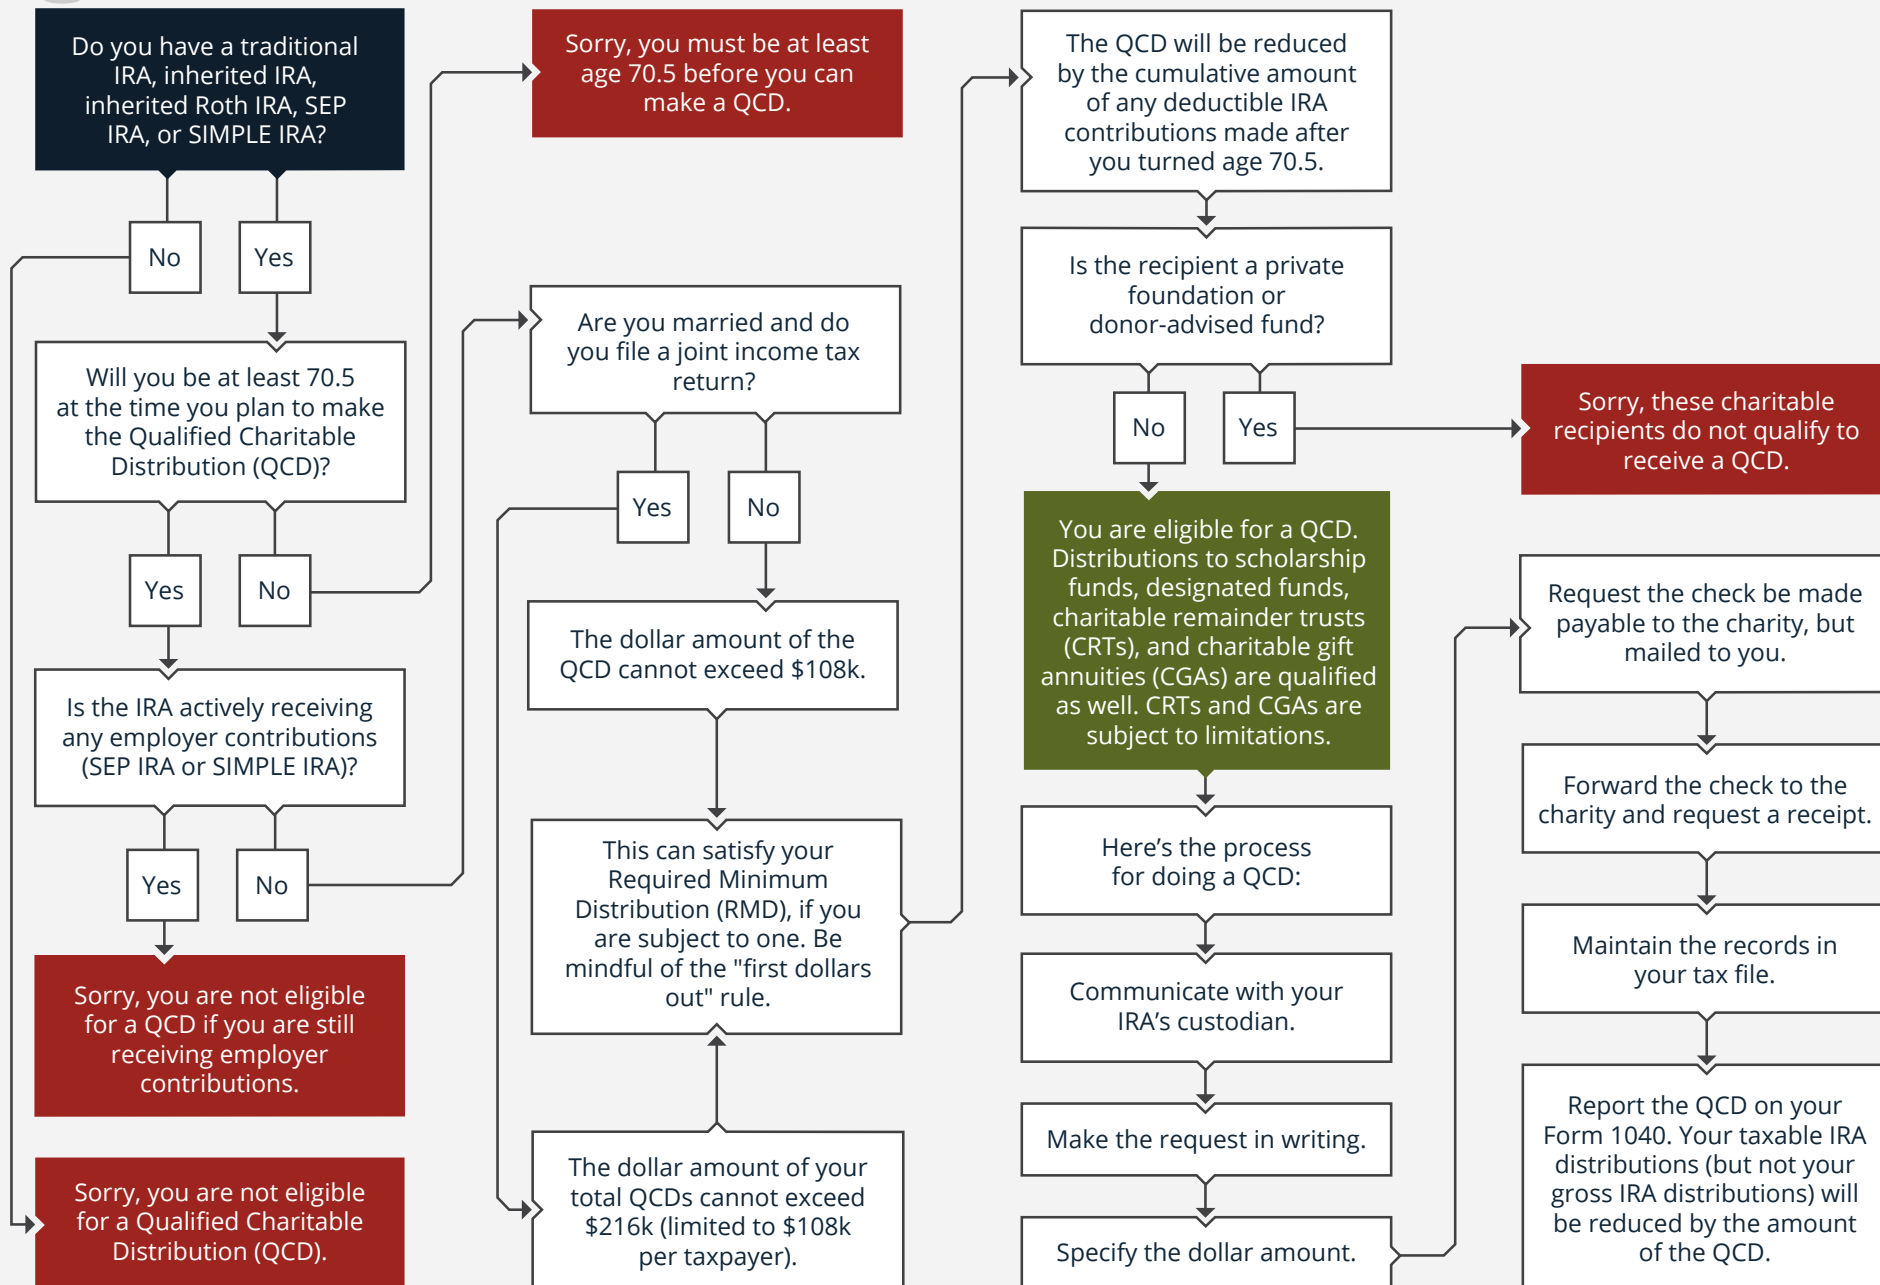 Do you have a traditional
IRA, inherited IRA,
inherited Roth IRA, SEP
IRA, or SIMPLE IRA?
No
Yes
Will you be at least 70.5
at the time you plan to make
the Qualified Charitable
Distribution (QCD)?
Yes
No
Is the IRA actively receiving
any employer contributions
(SEP IRA or SIMPLE IRA)?
Yes
No
Sorry, you are not eligible
for a QCD if you are still
receiving employer
contributions.
Sorry, you are not eligible
for a Qualified Charitable
Distribution (QCD).
Sorry, you must be at least
age 70.5 before you can
make a QCD.
Are you married and do
you file a joint income tax
return?
Yes
No
The dollar amount of the
QCD cannot exceed $108k.
This can satisfy your
Required Minimum
Distribution (RMD), if you
are subject to one. Be
mindful of the "first dollars
out" rule.
The dollar amount of your
total QCDs cannot exceed
$216k (limited to $108k
per taxpayer).
The QCD will be reduced
by the cumulative amount
of any deductible IRA
contributions made after
you turned age 70.5.
Is the recipient a private
foundation or
donor-advised fund?
No
Yes
You are eligible for a QCD.
Distributions to scholarship
funds, designated funds,
charitable remainder trusts
(CRTs), and charitable gift
annuities (CGAs) are qualified
as well. CRTs and CGAs are
subject to limitations.
Here’s the process
for doing a QCD:
Communicate with your
IRA’s custodian.
Make the request in writing.
Specify the dollar amount.
Sorry, these charitable
recipients do not qualify to
receive a QCD.
Request the check be made
payable to the charity, but
mailed to you.
Forward the check to the
charity and request a receipt.
Maintain the records in
your tax file.
Report the QCD on your
Form 1040. Your taxable IRA
distributions (but not your
gross IRA distributions) will
be reduced by the amount
of the QCD.